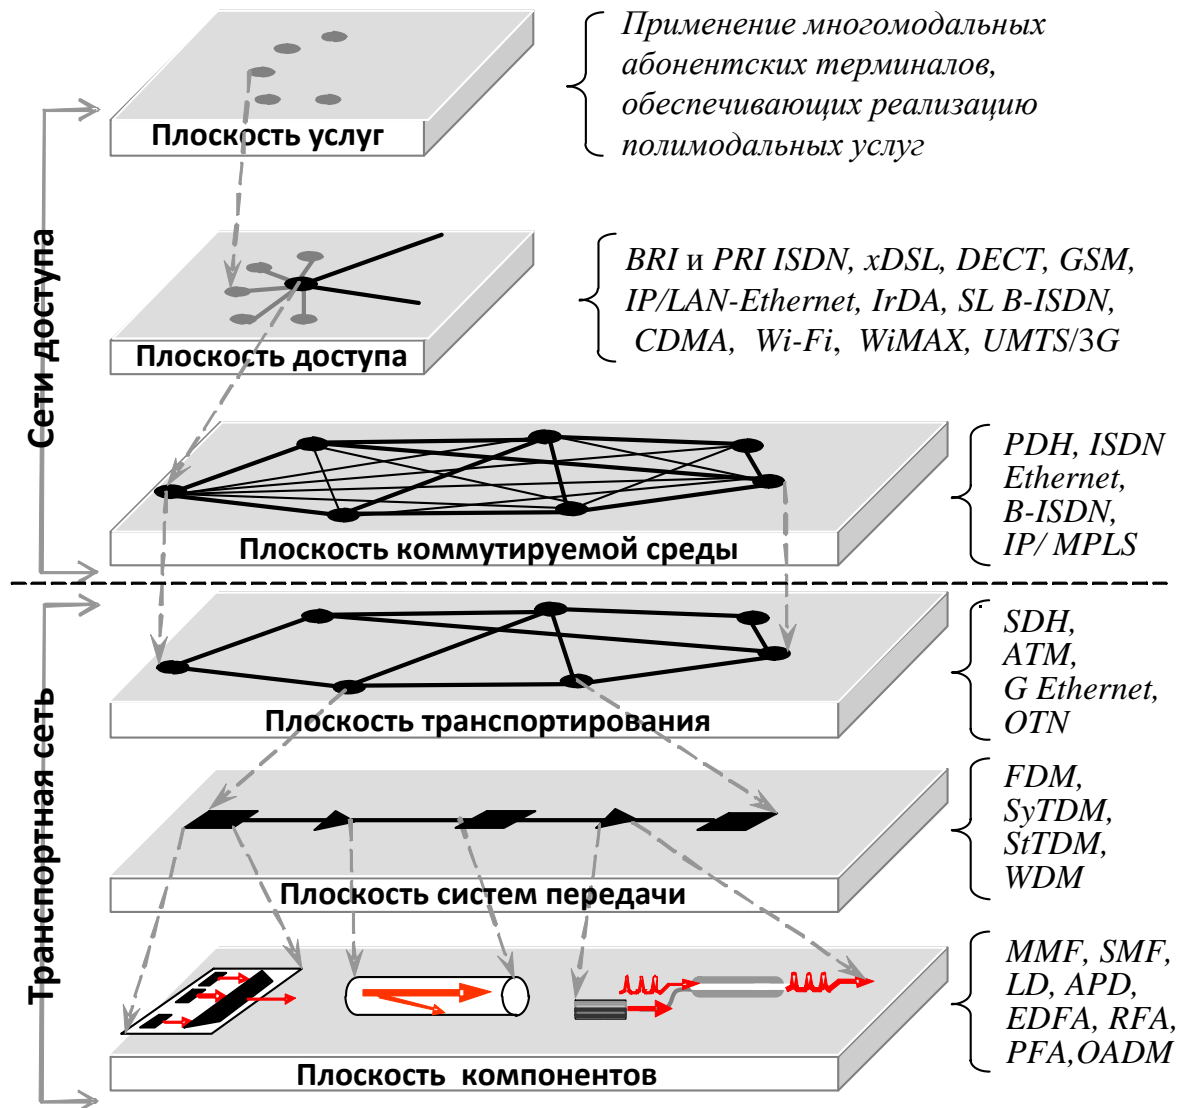 Применение многомодальных
абонентских терминалов,
обеспечивающих реализацию
полимодальных услуг
Плоскость услуг
Сети доступа
BRI и PRI ISDN, xDSL, DECT, GSM,
IP/LAN-Ethernet, IrDA, SL B-ISDN,
CDMA, Wi-Fi, WiMAX, UMTS/3G
Плоскость доступа
PDH, ISDN
Ethernet,
B-ISDN,
IP/ MPLS
Плоскость коммутируемой среды
Транспортная сеть
SDH,
ATM,
G Ethernet,
OTN
Плоскость транспортирования
FDM,
SyTDM,
StTDM,
WDM
Плоскость систем передачи
MMF, SMF,
LD, APD,
EDFA, RFA,
PFA,OADM
Плоскость компонентов